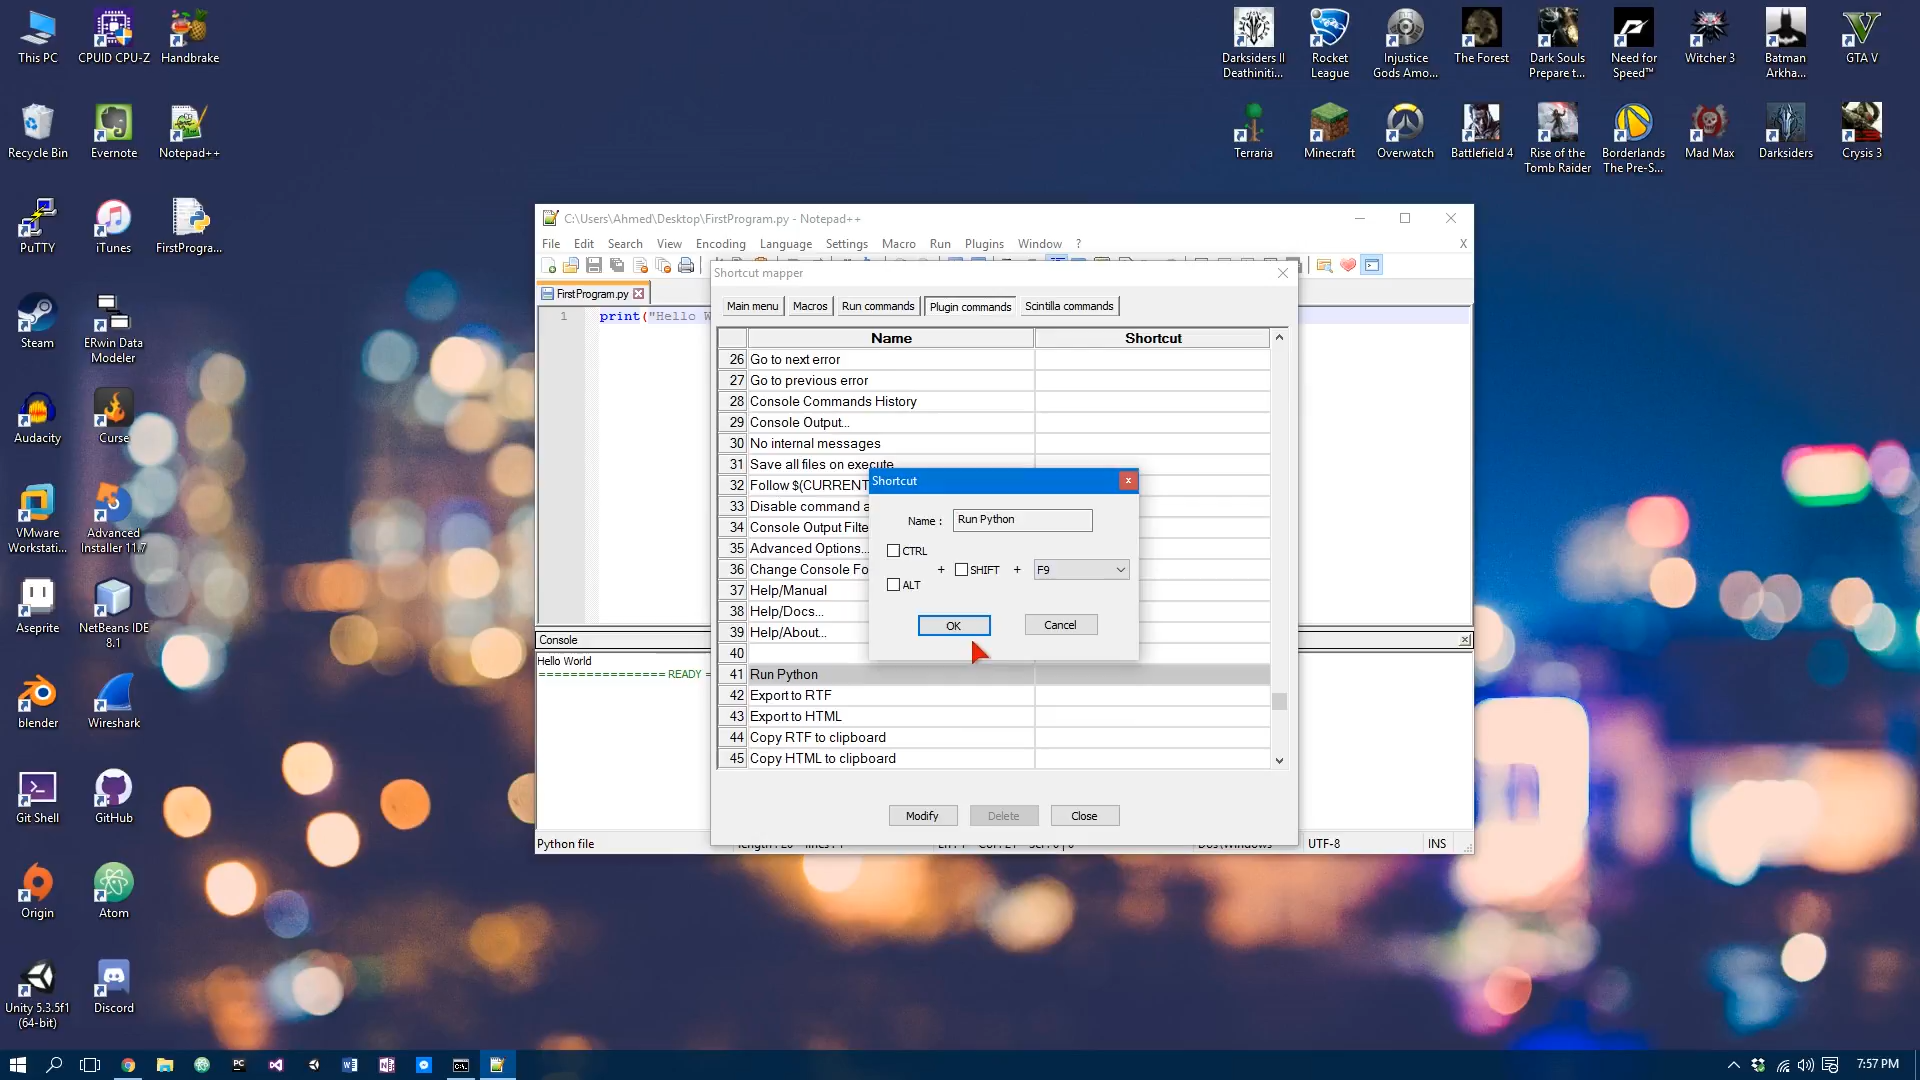 This PC
CPUID CPU-Z
Handbrake
Recycle Bin
Evernote
Notepad++
PuTTY
iTunes
FirstProgra...
Steam
ERwin Data
Modeler
Audacity
Curse
VMware
Workstati...
Advanced
Installer 11.7
Aseprite
NetBeans IDE
8.1
blender
Wireshark
Git Shell
GitHub
Origin
Atom
Unity 5.3.5f1
(64-bit)
Discord
Darksiders II
Deathiniti...
Rocket
League
Injustice
Gods Amo...
The Forest
Dark Souls
Prepare t...
Need for
Speed™
Witcher 3
Batman
Arkha...
GTA V
Terraria
Minecraft
Overwatch
Battlefield 4
Rise of the
Tomb Raider
Borderlands
The Pre-S...
Mad Max
Darksiders
Crysis 3
C:\Users\Ahmed\Desktop\FirstProgram.py - Notepad++
File Edit Search View Encoding Language Settings Macro Run Plugins Window ? X
FirstProgram.py
1 print("Hello W
Console
Hello World
================ READY =
Python file
UTF-8
INS
Shortcut mapper
Main menu Macros Run commands Plugin commands Scintilla commands
Name Shortcut
26 Go to next error
27 Go to previous error
28 Console Commands History
29 Console Output...
30 No internal messages
31 Save all files on execute
32 Follow $(CURRENT
33 Disable command a
34 Console Output Filte
35 Advanced Options...
36 Change Console Fo
37 Help/Manual
38 Help/Docs...
39 Help/About...
40
41 Run Python
42 Export to RTF
43 Export to HTML
44 Copy RTF to clipboard
45 Copy HTML to clipboard
Modify Delete Close
Shortcut
Name : Run Python
CTRL
+ SHIFT + F9
ALT
OK Cancel
7:57 PM